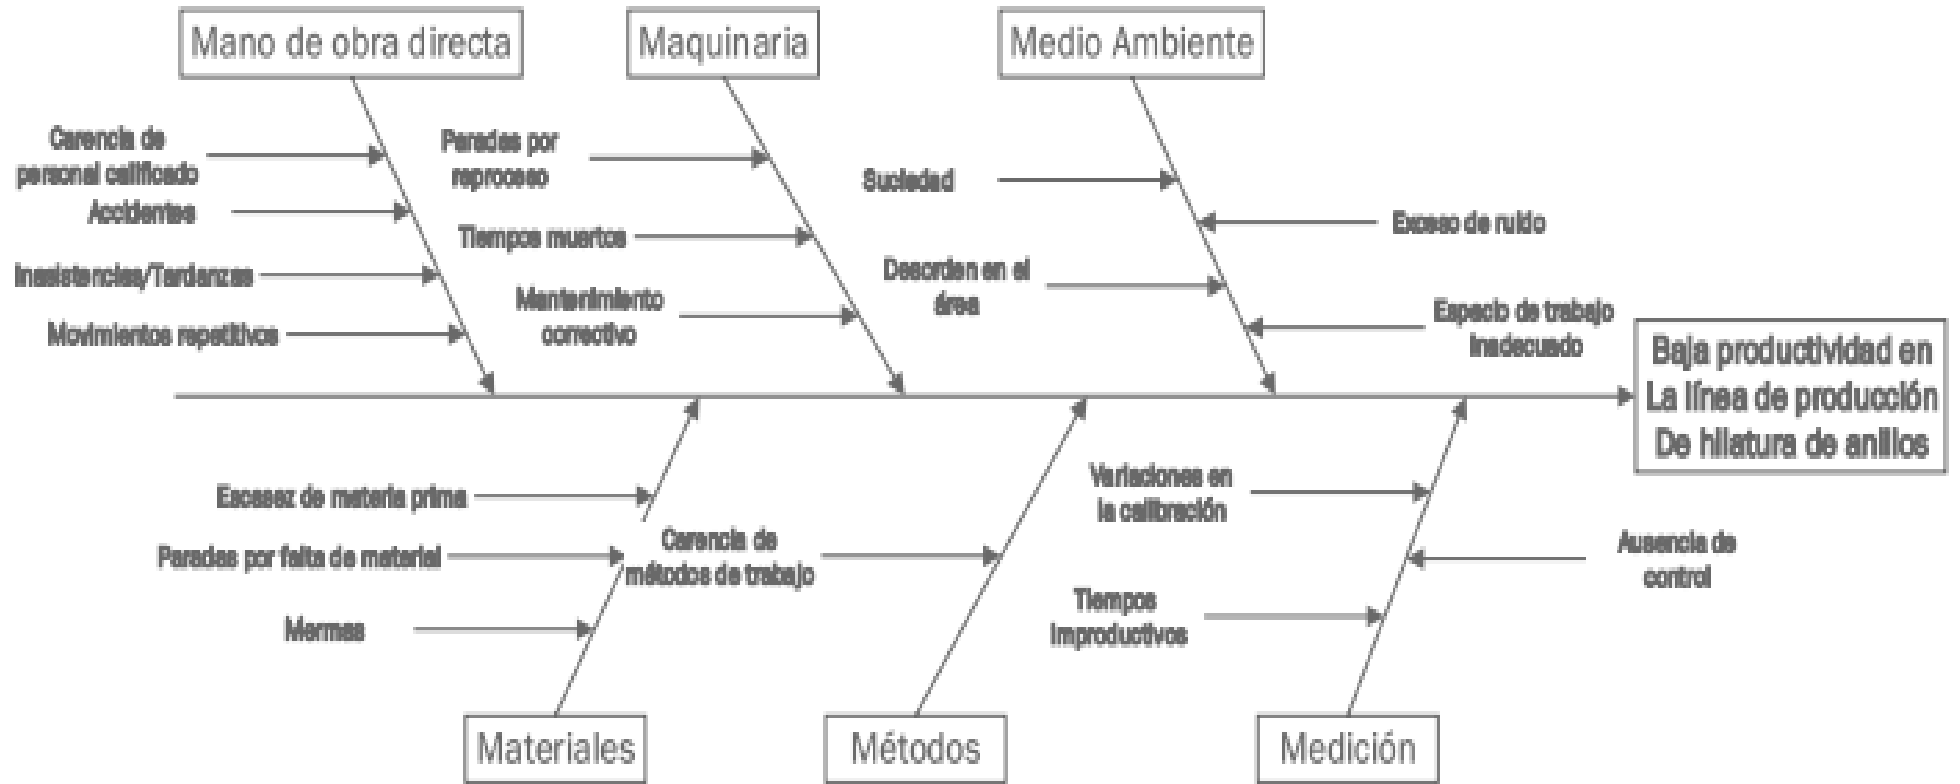 Mano de obra directa
Maquinaria
Medio Ambiente
Carencia de
personal calificado
Accidentes
Inasistencias/Tardanzas
Movimientos repetitivos
Paradas por
reproceso
Tiempos muertos
Mantenimiento
correctivo
Suciedad
Desorden en el
área
Exceso de ruido
Espacio de trabajo
inadecuado
Baja productividad en
La línea de producción
De hilatura de anillos
Escasez de materia prima
Paradas por falta de material
Mermas
Carencia de
métodos de trabajo
Variaciones en
la calibración
Tiempos
improductivos
Ausencia de
control
Materiales
Métodos
Medición